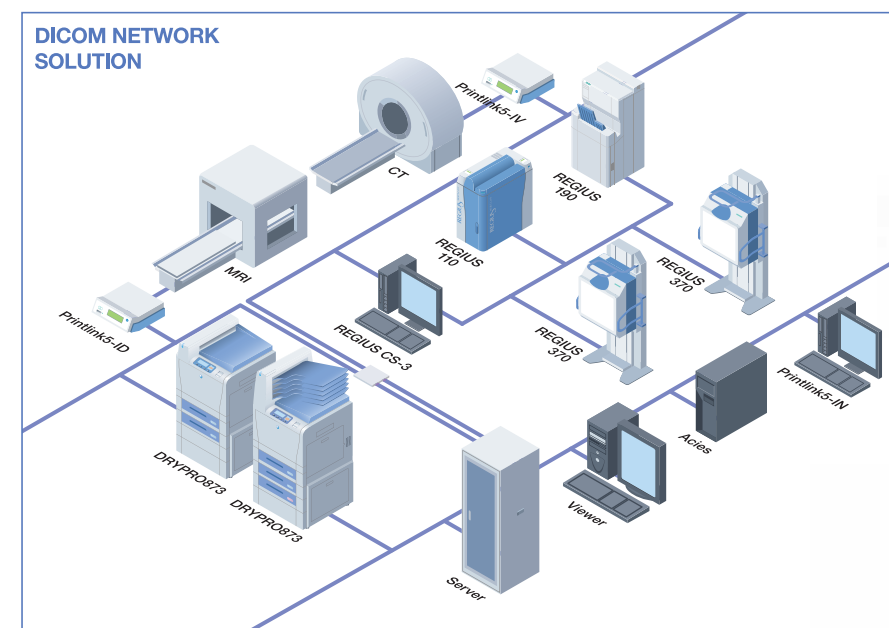 DICOM NETWORK
SOLUTION
Printlink5-IV
CT
REGIUS
190
REGIUS
110
REGIUS
370
MRI
Printlink5-ID
REGIUS CS-3
REGIUS
370
Printlink5-IN
Acies
DRYPRO873
DRYPRO873
Viewer
Server